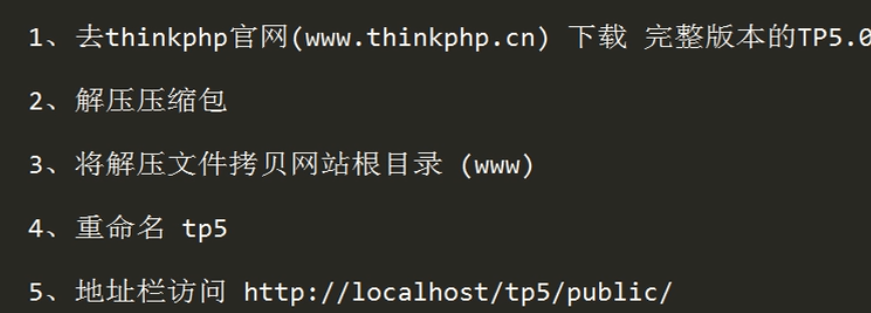 1、去thinkphp官网(www.thinkphp.cn) 下载 完整版本的TP5.0
2、解压压缩包
3、将解压文件拷贝网站根目录 (www)
4、重命名 tp5
5、地址栏访问 http://localhost/tp5/public/